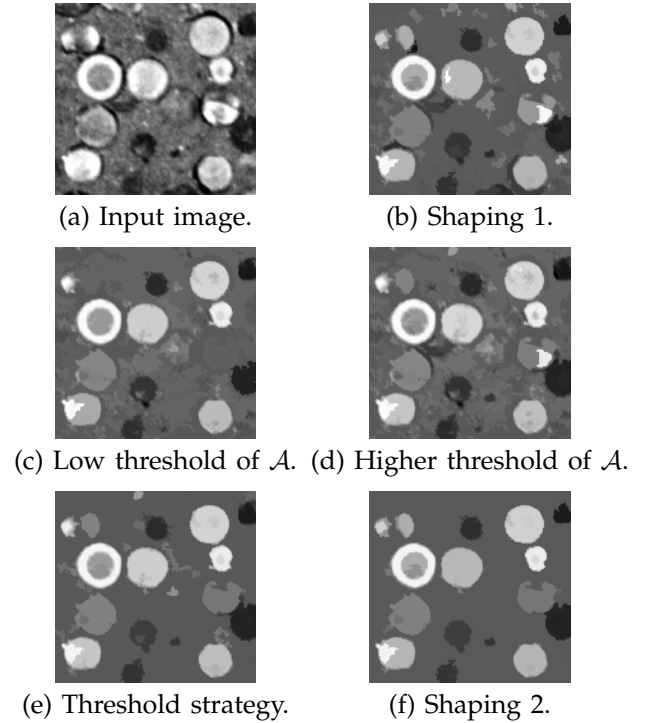 (a) Input image.
(b) Shaping 1.
(c) Low threshold of 𝒜.
(d) Higher threshold of 𝒜.
(e) Threshold strategy.
(f) Shaping 2.